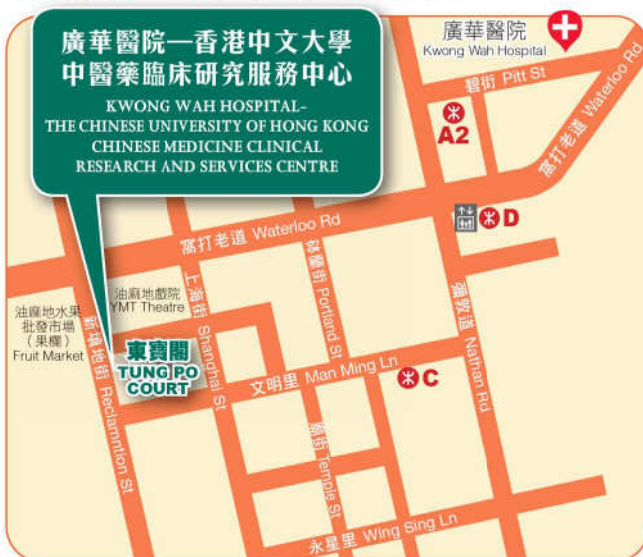 廣華醫院—香港中文大學
中醫藥臨床研究服務中心
KWONG WAH HOSPITAL-
THE CHINESE UNIVERSITY OF HONG KONG
CHINESE MEDICINE CLINICAL
RESEARCH AND SERVICES CENTRE
廣華醫院
Kwong Wah Hospital
碧街 Pitt St
A2
窩打老道 Waterloo Rd
D
窩打老道 Waterloo Rd
砵蘭街 Portland St
彌敦道 Nathan Rd
上海街 Shanghai St
油麻地戲院
YMT Theatre
油麻地水果
批發市場
(果欄)
Fruit Market
新填地街 Reclamntion St
東寶閣
TUNG PO
COURT
文明里 Man Ming Ln
C
廟街 Temple St
永星里 Wing Sing Ln